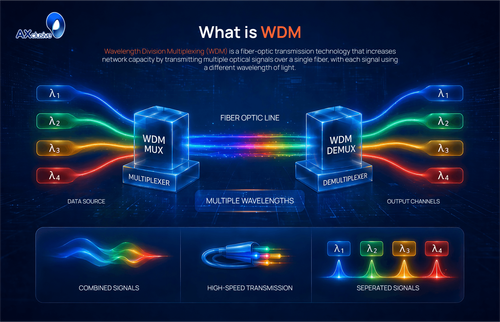 AXclusive
What is WDM
Wavelength Division Multiplexing (WDM) is a fiber-optic transmission technology that increases
network capacity by transmitting multiple optical signals over a single fiber, with each signal using
a different wavelength of light.
λ1
λ2
λ3
λ4
DATA SOURCE
WDM
MUX
MULTIPLEXER
FIBER OPTIC LINE
MULTIPLE WAVELENGTHS
WDM
DEMUX
DEMULTIPLEXER
λ1
λ2
λ3
λ4
OUTPUT CHANNELS
COMBINED SIGNALS
HIGH-SPEED TRANSMISSION
λ1 λ2 λ3 λ4
SEPERATED SIGNALS